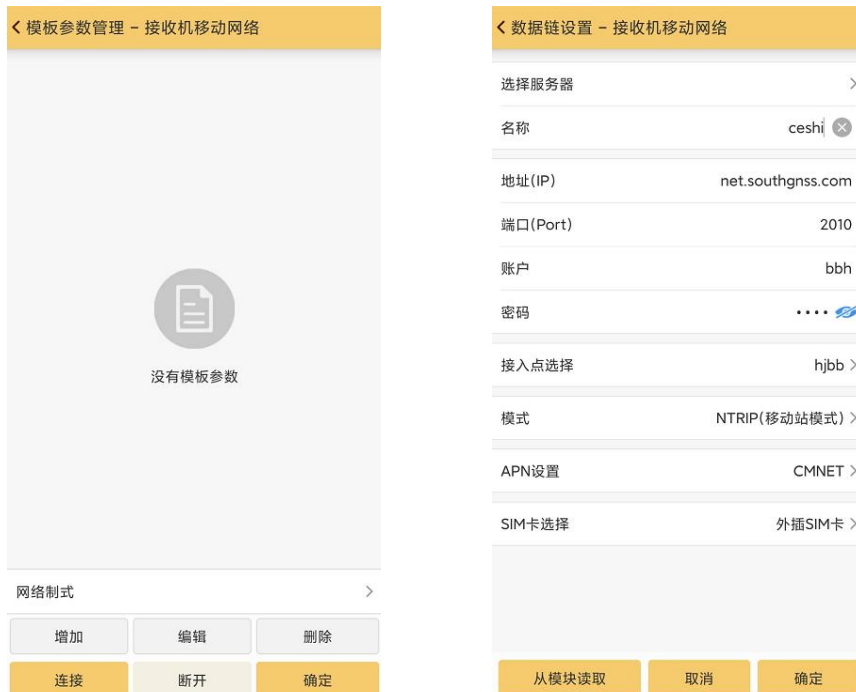 模板参数管理 – 接收机移动网络
没有模板参数
网络制式
增加 编辑 删除
连接 断开 确定
数据链设置 – 接收机移动网络
选择服务器
名称 ceshi
地址(IP) net.southgnss.com
端口(Port) 2010
账户 bbh
密码 ····
接入点选择 hjbb
模式 NTRIP(移动站模式)
APN设置 CMNET
SIM卡选择 外插SIM卡
从模块读取 取消 确定